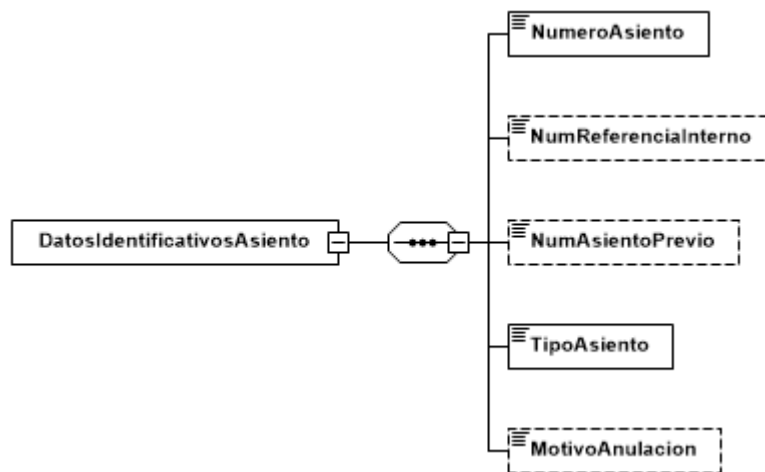 NumeroAsiento
NumReferenciaInterno
DatosIdentificativosAsiento
NumAsientoPrevio
TipoAsiento
MotivoAnulacion